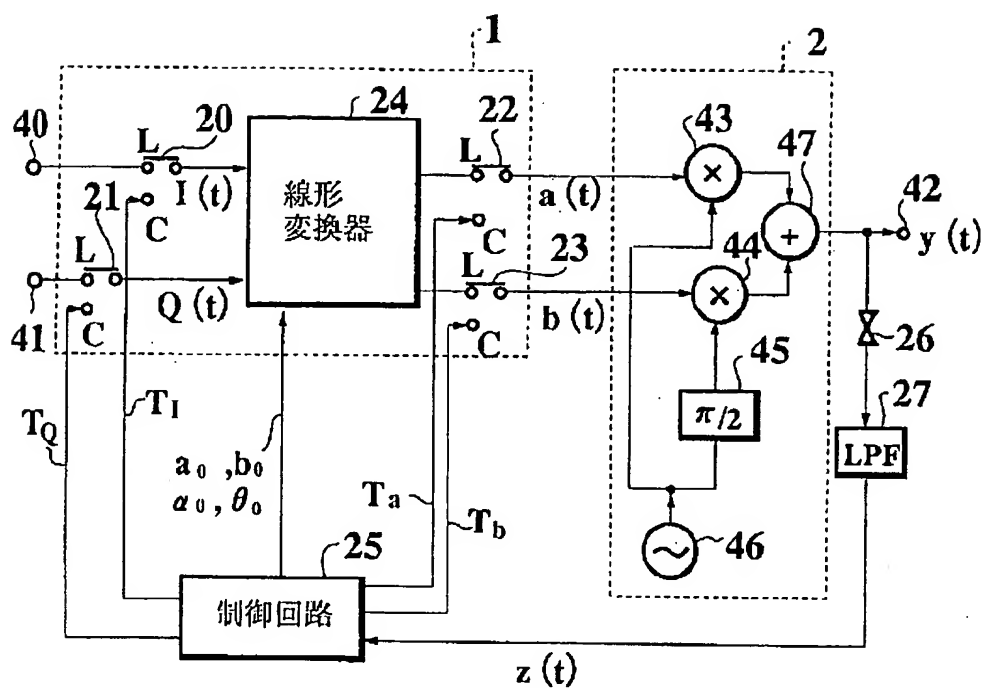 1
2
40
L
20
I (t)
C
24
線形
変換器
22
L
a (t)
C
43
47
42
y (t)
×
+
21
L
Q (t)
C
41
23
L
b (t)
C
44
×
26
45
π/2
27
LPF
TQ
TI
a0 ,b0
α0 , θ0
Ta
Tb
46
25
制御回路
z (t)